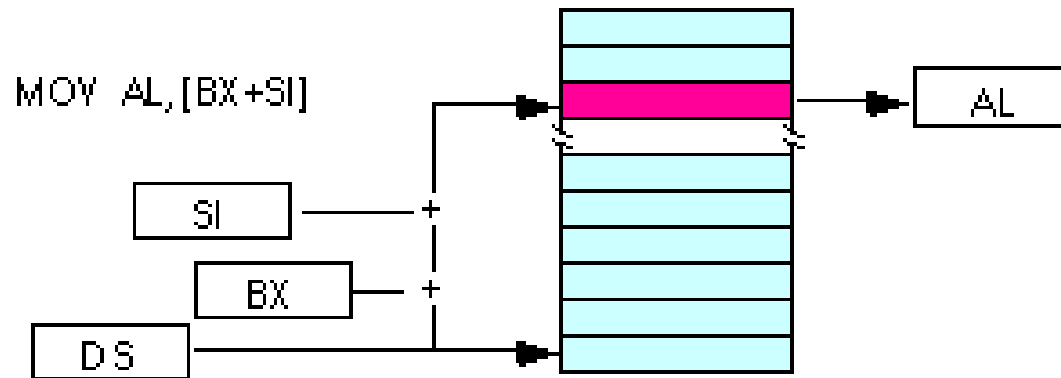 MOV AL, [BX+SI]
AL
SI
+
BX
+
DS